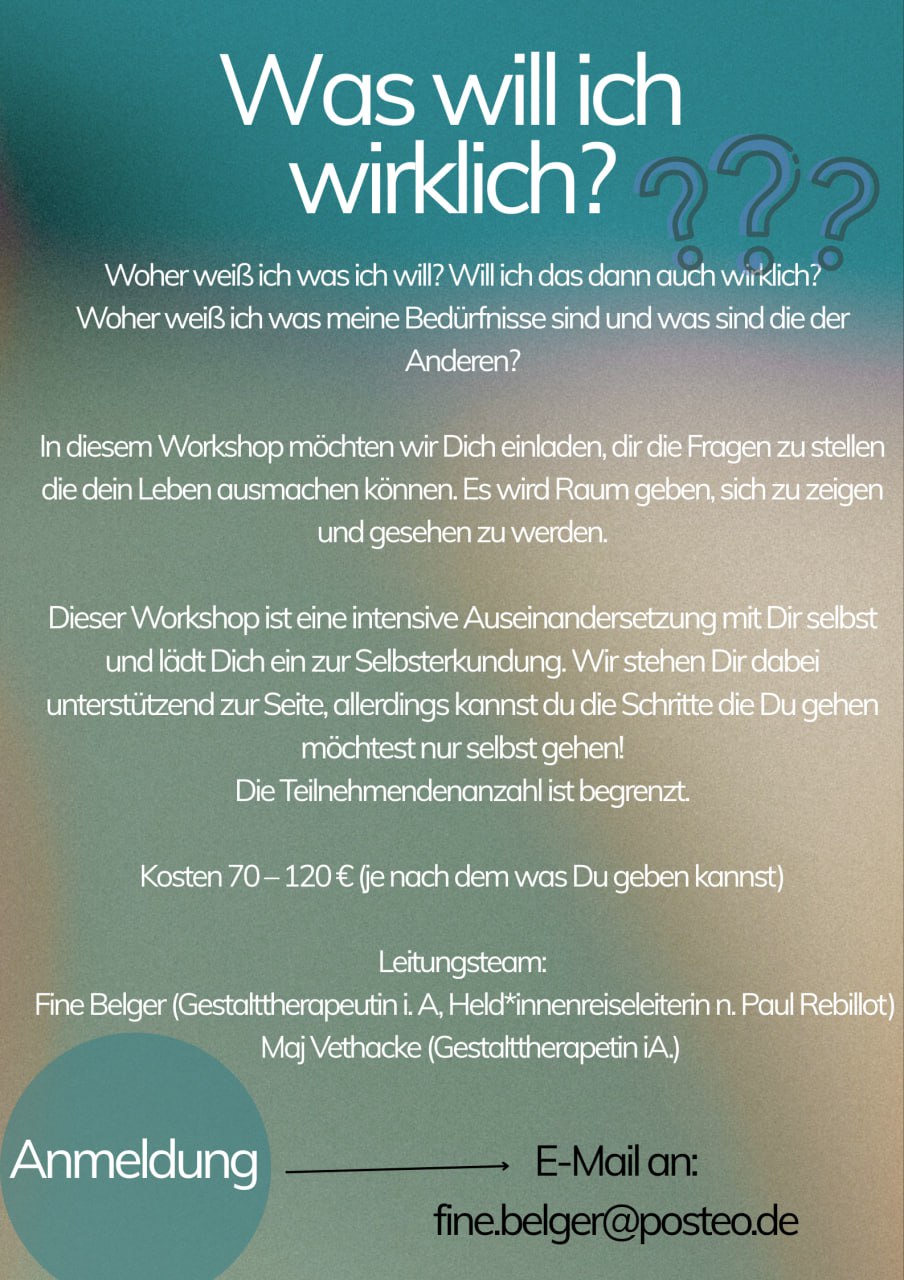 Was will ich
wirklich?
???
Woher weiß ich was ich will? Will ich das dann auch wirklich?
Woher weiß ich was meine Bedürfnisse sind und was sind die der
Anderen?
In diesem Workshop möchten wir Dich einladen, dir die Fragen zu stellen
die dein Leben ausmachen können. Es wird Raum geben, sich zu zeigen
und gesehen zu werden.
Dieser Workshop ist eine intensive Auseinandersetzung mit Dir selbst
und lädt Dich ein zur Selbsterkundung. Wir stehen Dir dabei
unterstützend zur Seite, allerdings kannst du die Schritte die Du gehen
möchtest nur selbst gehen!
Die Teilnehmendenanzahl ist begrenzt.
Kosten 70 – 120 € (je nach dem was Du geben kannst)
Leitungsteam:
Fine Belger (Gestalttherapeutin i. A, Held*innenreiseleiterin n. Paul Rebillot)
Maj Vethacke (Gestalttherapetin iA.)
Anmeldung
E-Mail an:
fine.belger@posteo.de